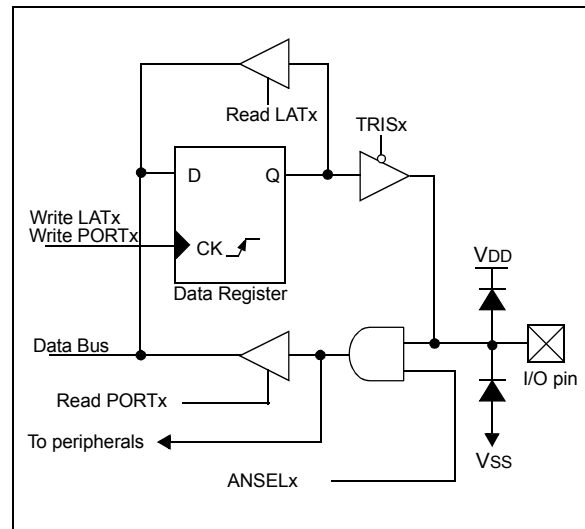 Read LATx
TRISx
D Q
Write LATx
Write PORTx
CK
Data Register
VDD
Data Bus
I/O pin
Read PORTx
To peripherals
VSS
ANSELx